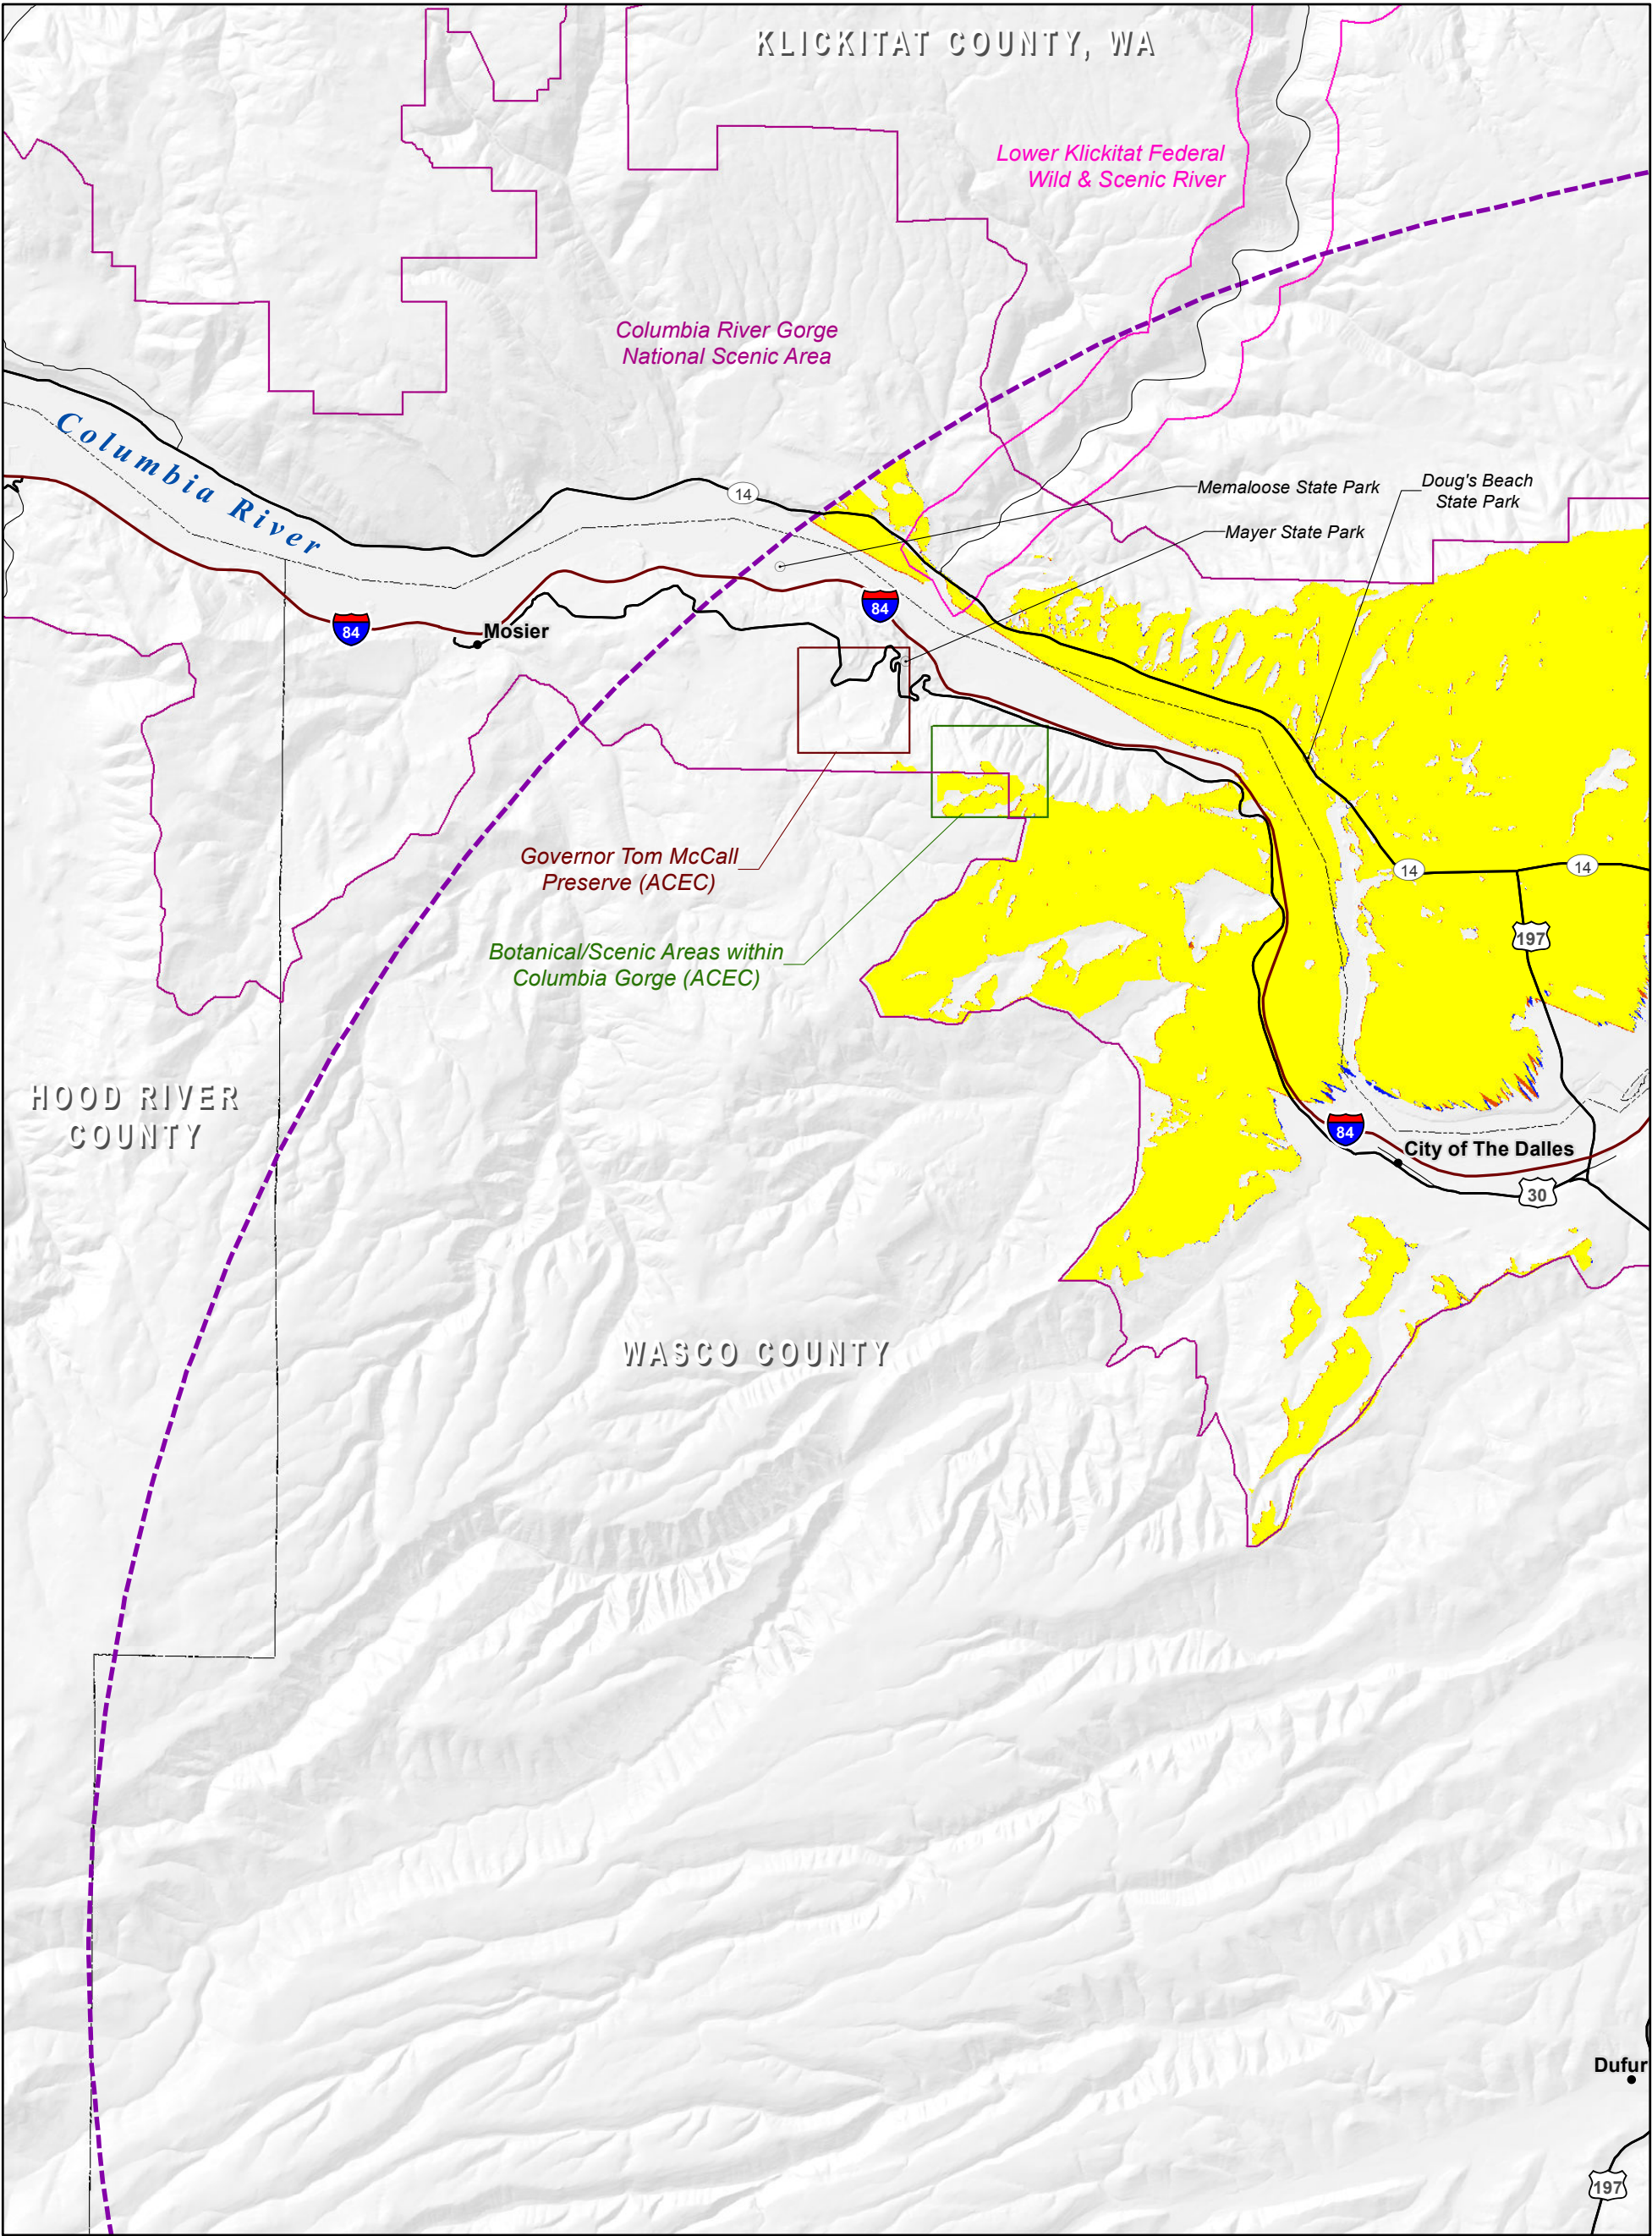 KLICKITAT COUNTY, WA
Lower Klickitat Federal
Wild & Scenic River
Columbia River Gorge
National Scenic Area
Columbia River
14
Memaloose State Park
Doug's Beach
State Park
Mayer State Park
84
84
Mosier
Governor Tom McCall
Preserve (ACEC)
14
14
197
Botanical/Scenic Areas within
Columbia Gorge (ACEC)
HOOD RIVER
COUNTY
84
City of The Dalles
30
WASCO COUNTY
Dufur
197